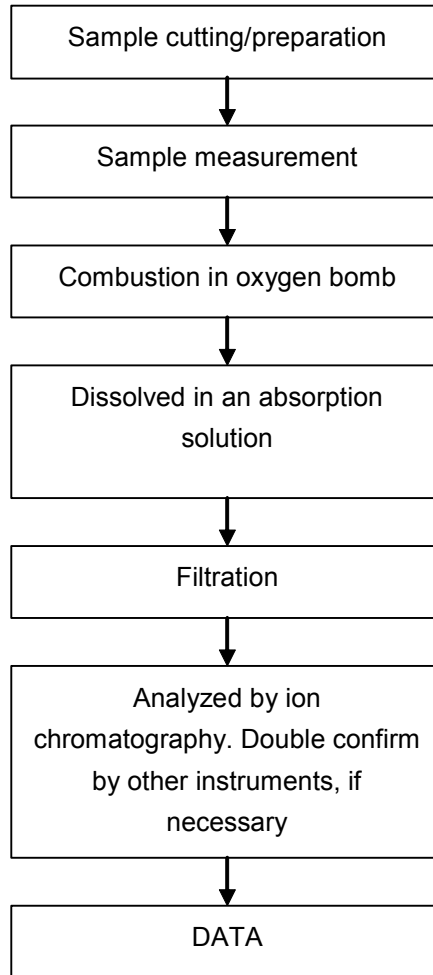 Sample cutting/preparation
Sample measurement
Combustion in oxygen bomb
Dissolved in an absorption
solution
Filtration
Analyzed by ion
chromatography. Double confirm
by other instruments, if
necessary
DATA